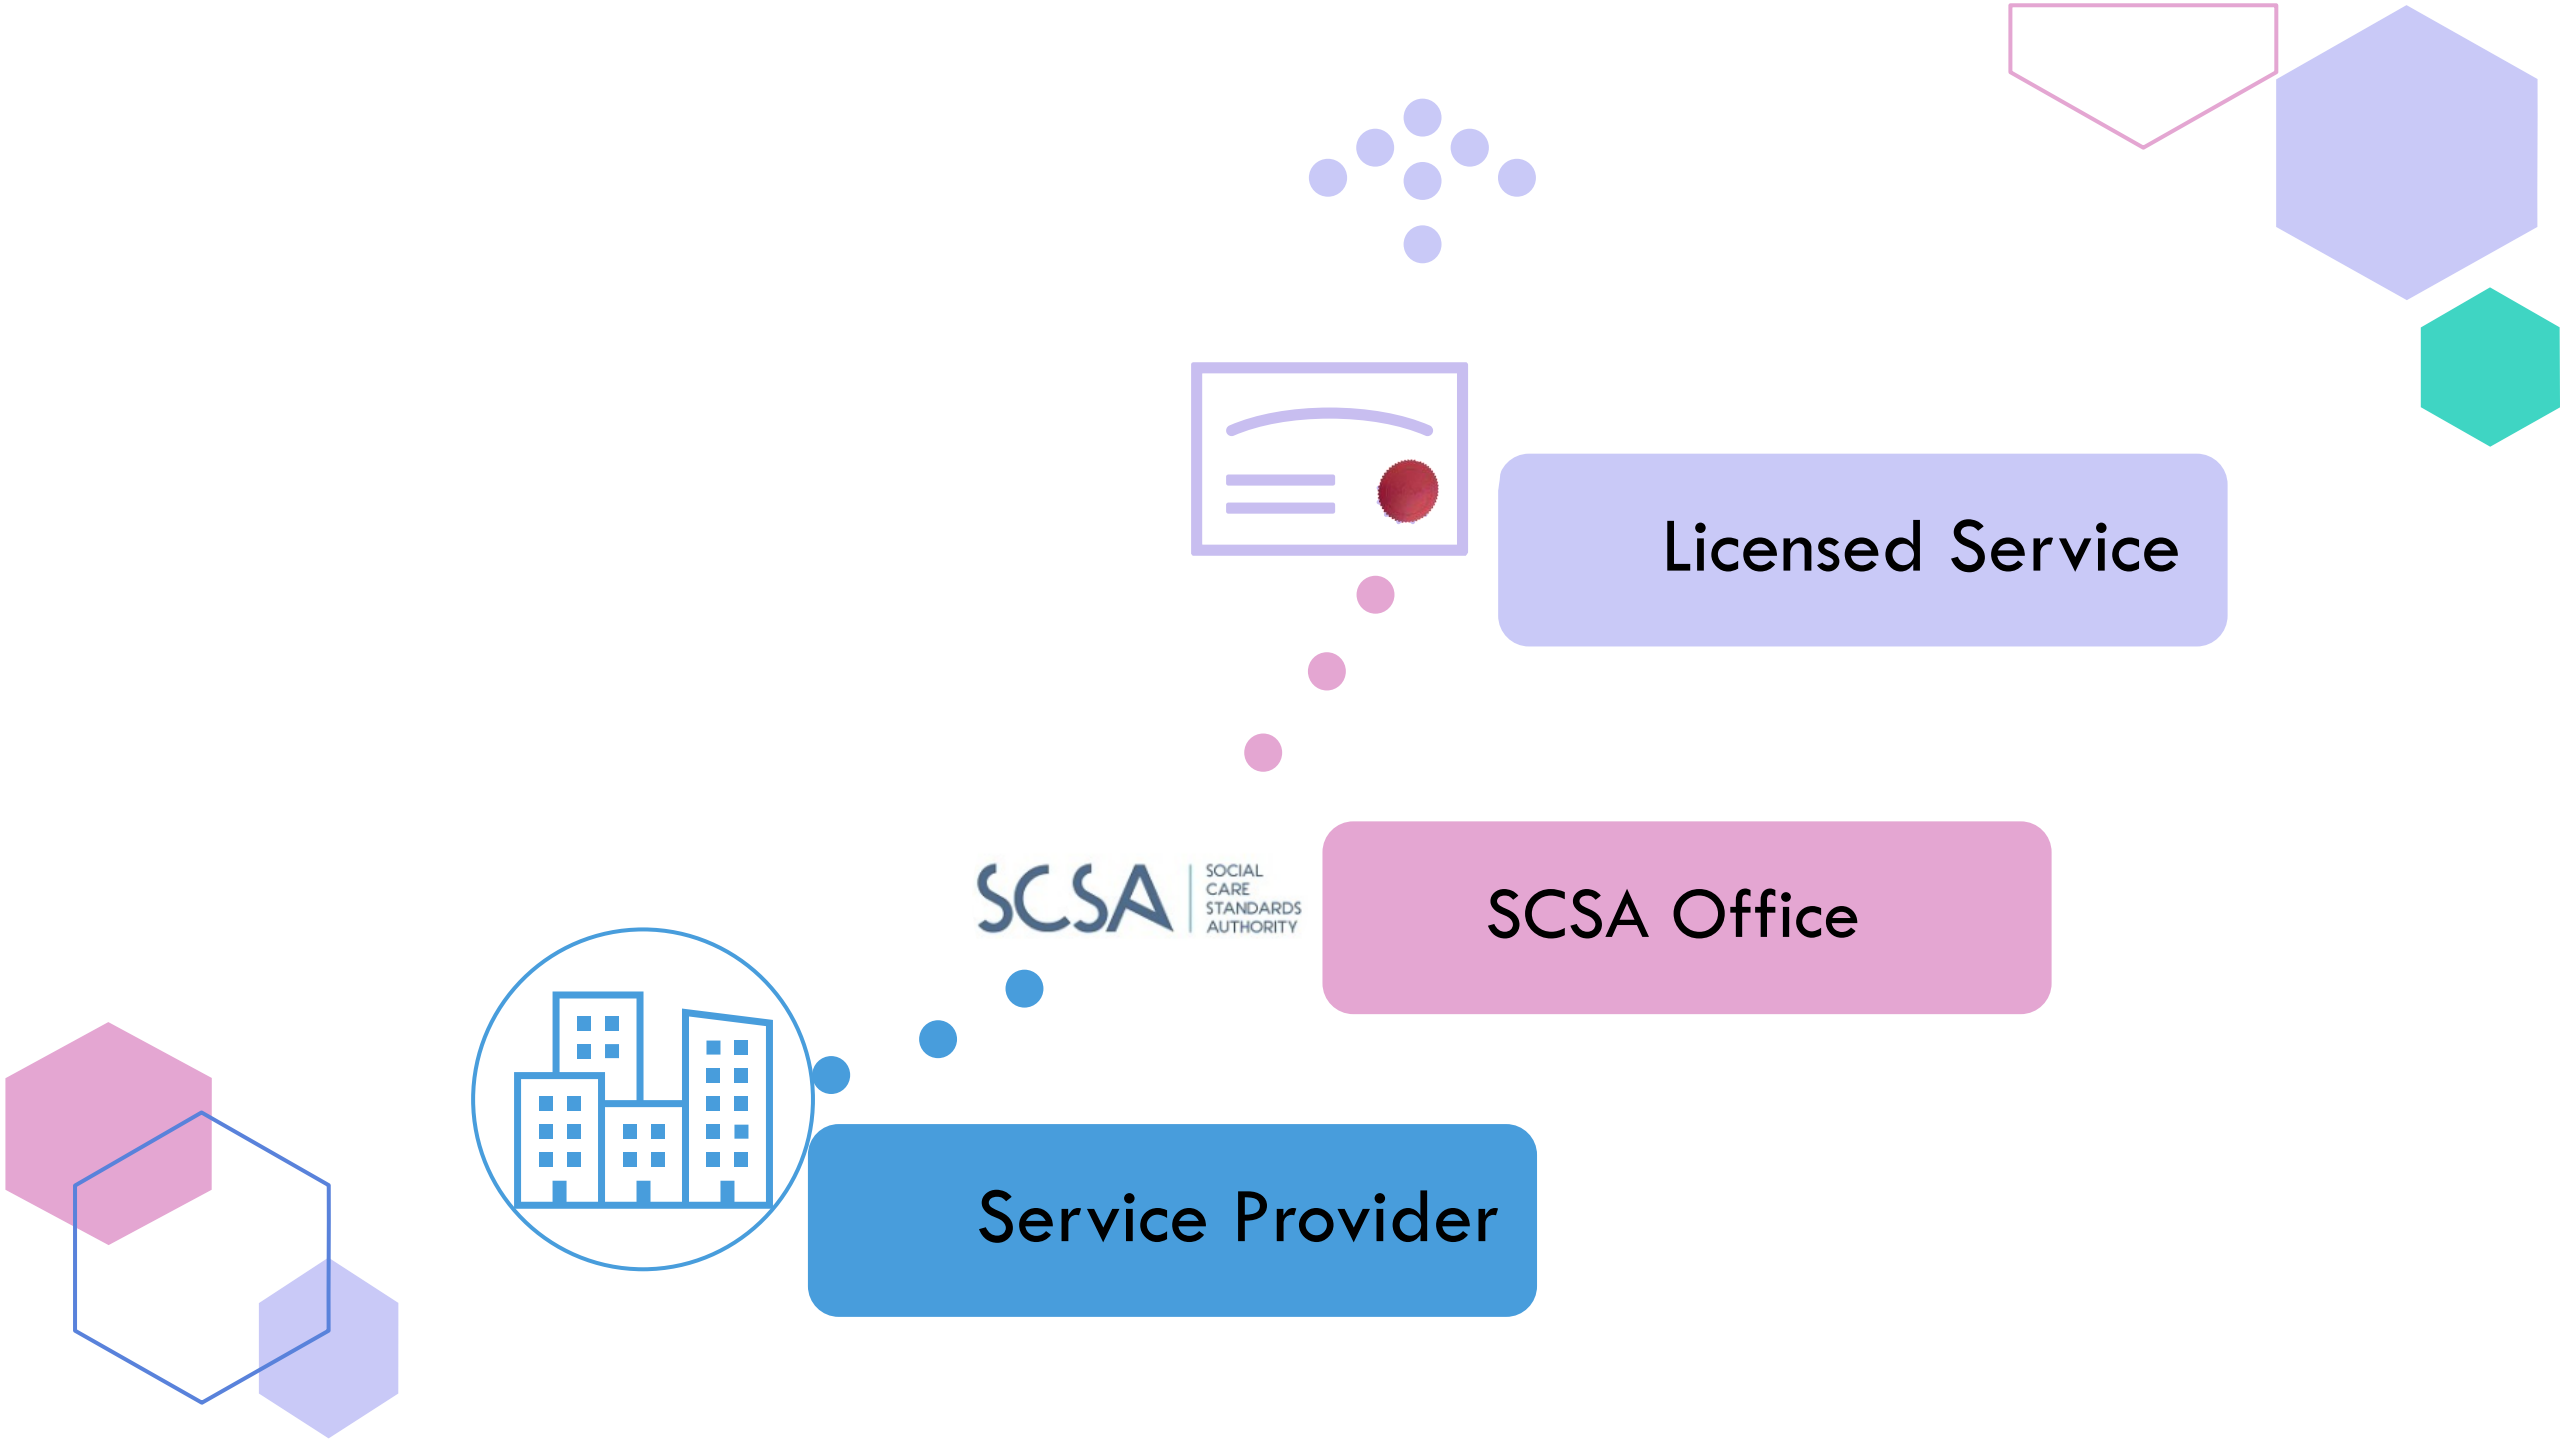 Licensed Service
SCSA
SOCIAL
CARE
STANDARDS
AUTHORITY
SCSA Office
Service Provider